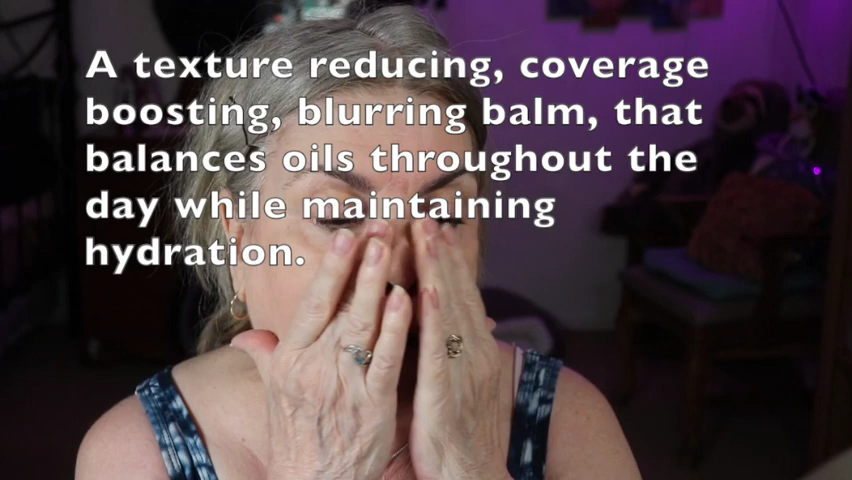 A texture reducing, coverage
boosting, blurring balm, that
balances oils throughout the
day while maintaining
hydration.